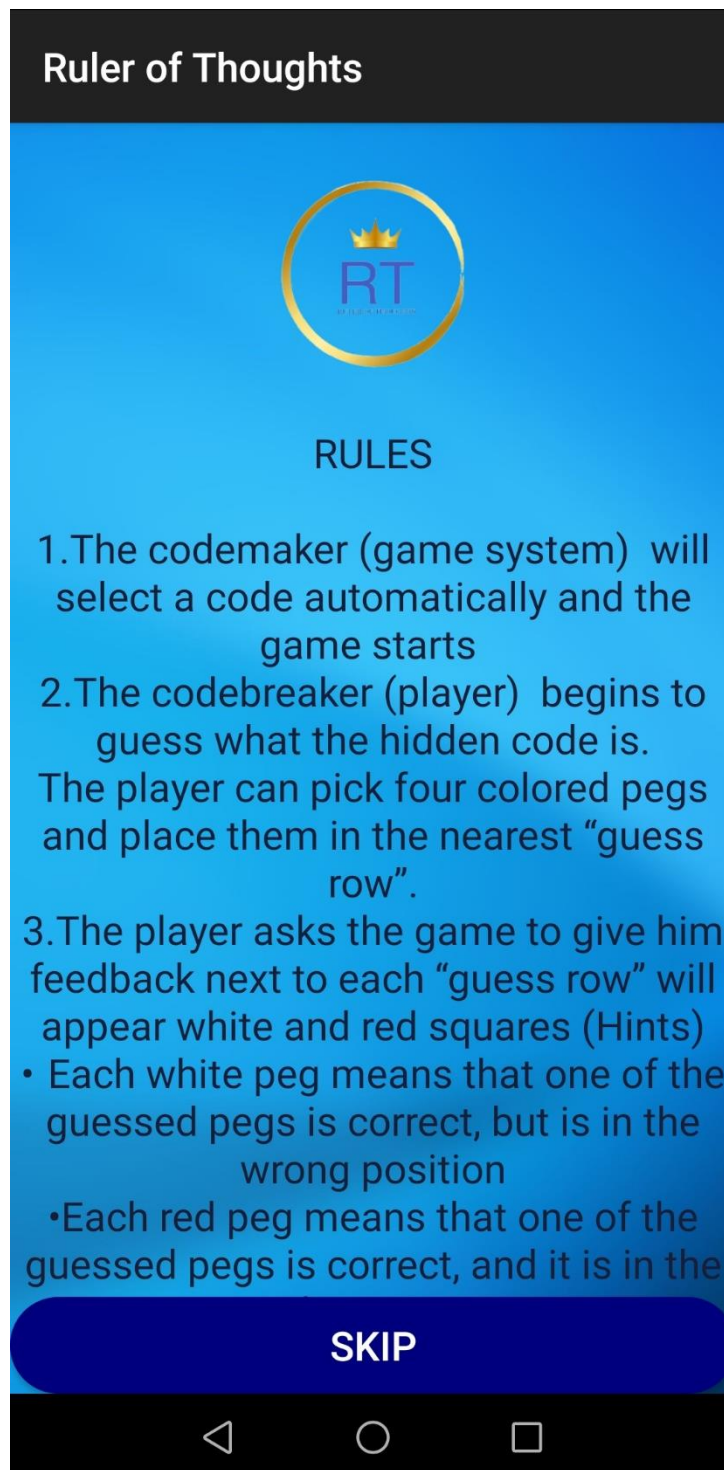 Ruler of Thoughts
RT
RULES
1.The codemaker (game system)  will
select a code automatically and the
game starts
2.The codebreaker (player)  begins to
guess what the hidden code is.
The player can pick four colored pegs
and place them in the nearest “guess
row”.
3.The player asks the game to give him
feedback next to each “guess row” will
appear white and red squares (Hints)
• Each white peg means that one of the
guessed pegs is correct, but is in the
wrong position
•Each red peg means that one of the
guessed pegs is correct, and it is in the
SKIP